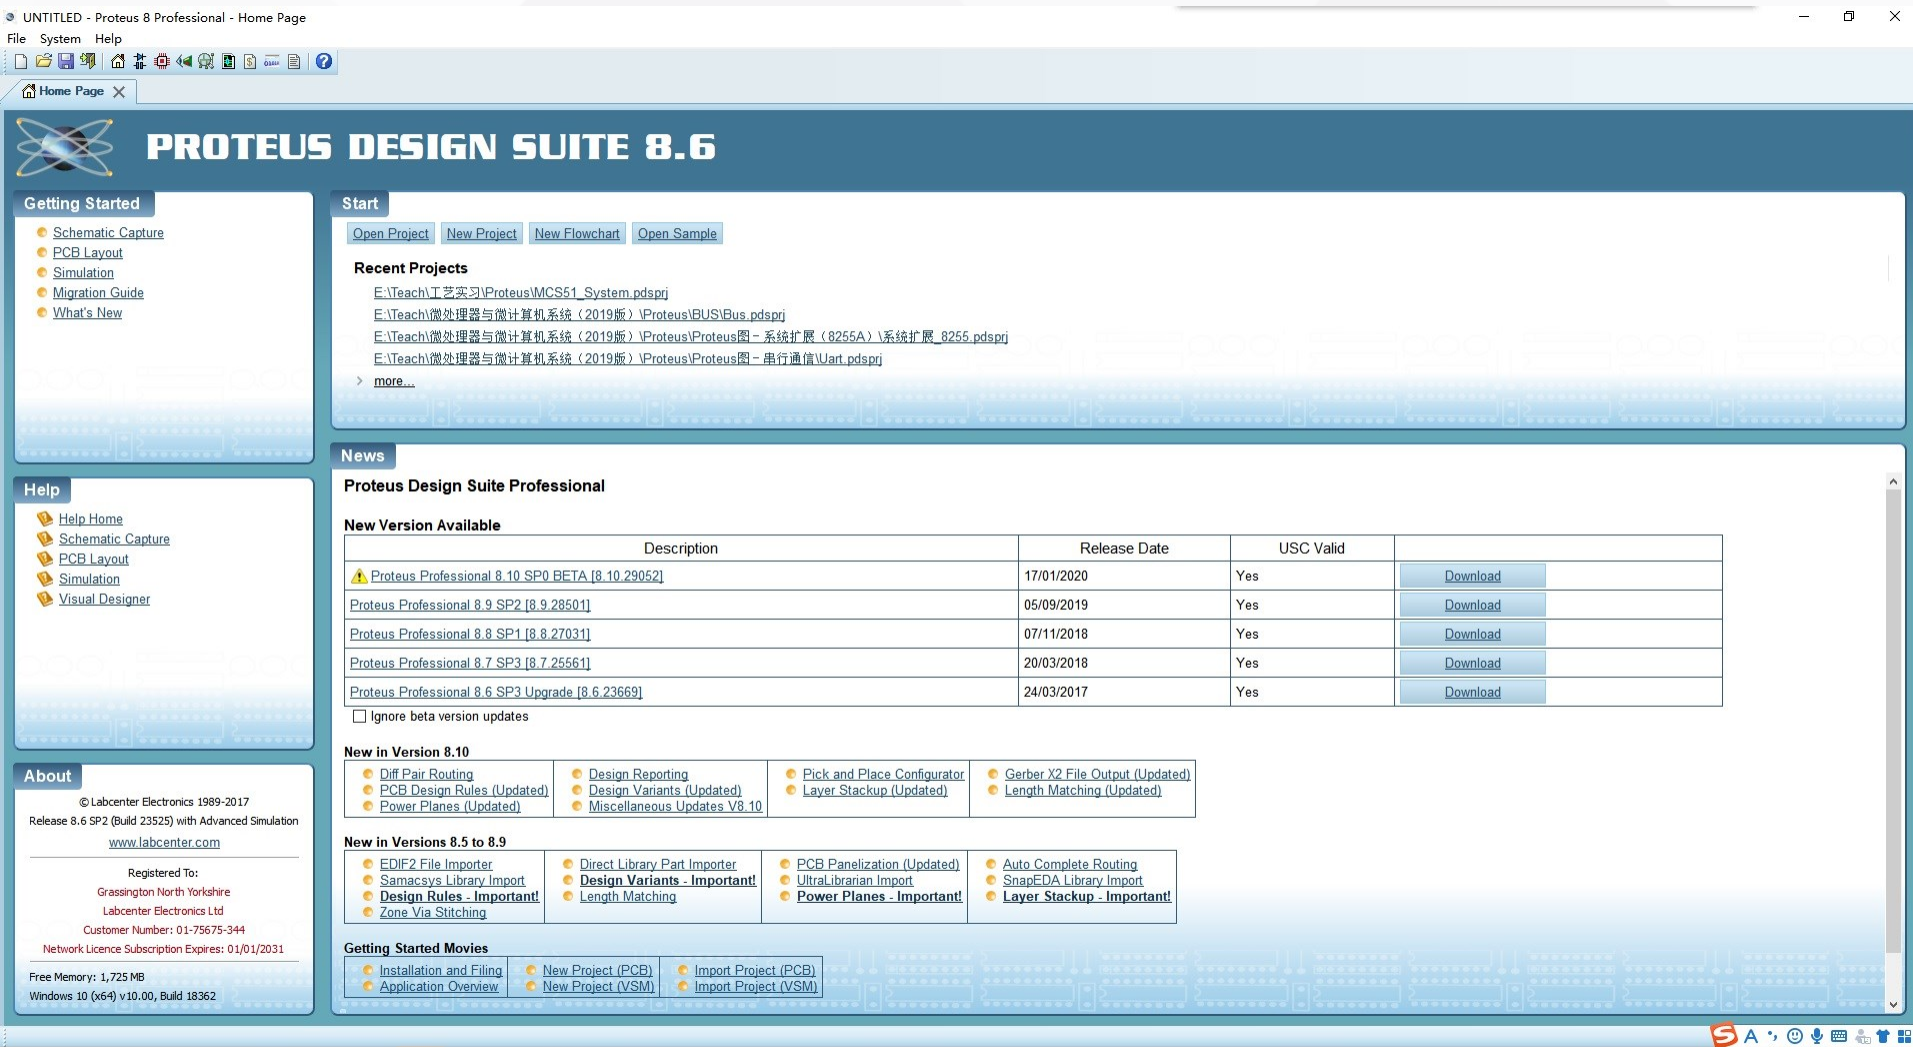 UNTITLED - Proteus 8 Professional - Home Page
File System Help
Home Page
PROTEUS DESIGN SUITE 8.6
Getting Started
Schematic Capture
PCB Layout
Simulation
Migration Guide
What's New
Start
Open Project New Project New Flowchart Open Sample
Recent Projects
E:\Teach\工艺实习\Proteus\MCS51_System.pdsprj
E:\Teach\微处理器与微计算机系统（2019版）\Proteus\BUS\Bus.pdsprj
E:\Teach\微处理器与微计算机系统（2019版）\Proteus\Proteus图－系统扩展（8255A）\系统扩展_8255.pdsprj
E:\Teach\微处理器与微计算机系统（2019版）\Proteus\Proteus图－串行通信\Uart.pdsprj
more...
Help
Help Home
Schematic Capture
PCB Layout
Simulation
Visual Designer
News
Proteus Design Suite Professional
New Version Available
Description Release Date USC Valid
Proteus Professional 8.10 SP0 BETA [8.10.29052] 17/01/2020 Yes Download
Proteus Professional 8.9 SP2 [8.9.28501] 05/09/2019 Yes Download
Proteus Professional 8.8 SP1 [8.8.27031] 07/11/2018 Yes Download
Proteus Professional 8.7 SP3 [8.7.25561] 20/03/2018 Yes Download
Proteus Professional 8.6 SP3 Upgrade [8.6.23669] 24/03/2017 Yes Download
Ignore beta version updates
New in Version 8.10
Diff Pair Routing Design Reporting Pick and Place Configurator Gerber X2 File Output (Updated)
PCB Design Rules (Updated) Design Variants (Updated) Layer Stackup (Updated) Length Matching (Updated)
Power Planes (Updated) Miscellaneous Updates V8.10
New in Versions 8.5 to 8.9
EDIF2 File Importer Direct Library Part Importer PCB Panelization (Updated) Auto Complete Routing
Samacsys Library Import Design Variants - Important! UltraLibrarian Import SnapEDA Library Import
Design Rules - Important! Length Matching Power Planes - Important! Layer Stackup - Important!
Zone Via Stitching
Getting Started Movies
Installation and Filing New Project (PCB) Import Project (PCB)
Application Overview New Project (VSM) Import Project (VSM)
About
© Labcenter Electronics 1989-2017
Release 8.6 SP2 (Build 23525) with Advanced Simulation
www.labcenter.com
Registered To:
Grassington North Yorkshire
Labcenter Electronics Ltd
Customer Number: 01-75675-344
Network Licence Subscription Expires: 01/01/2031
Free Memory: 1,725 MB
Windows 10 (x64) v10.00, Build 18362